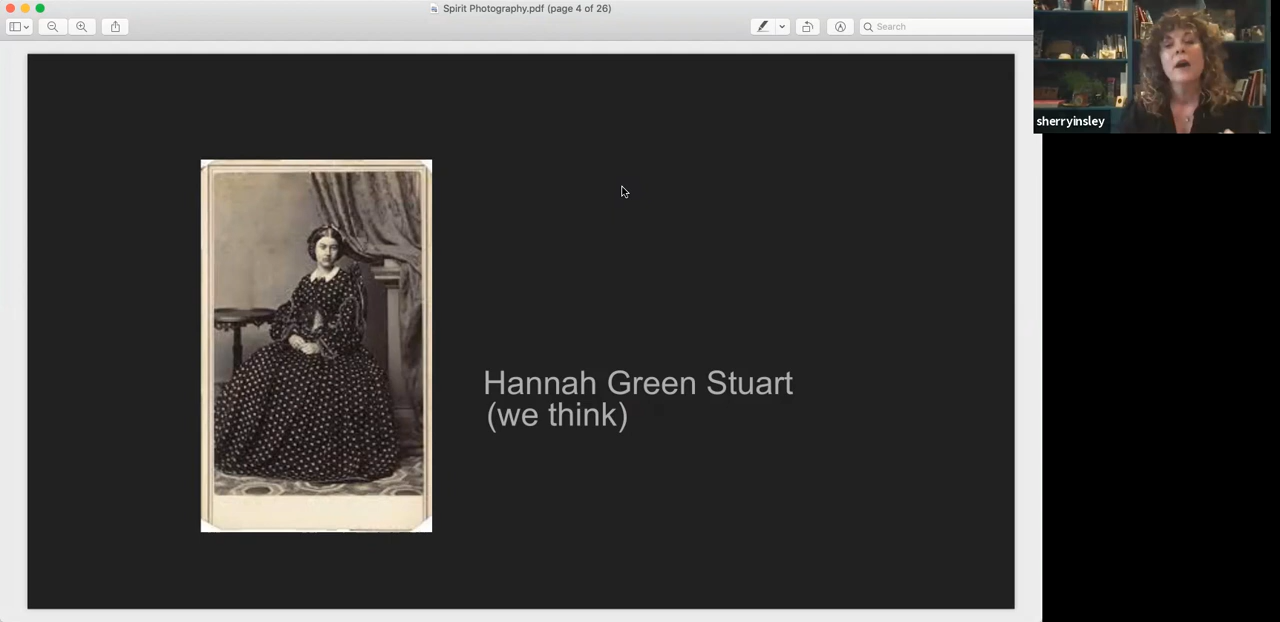 Spirit Photography.pdf (page 4 of 26)
Search
sherryinsley
Hannah Green Stuart
(we think)